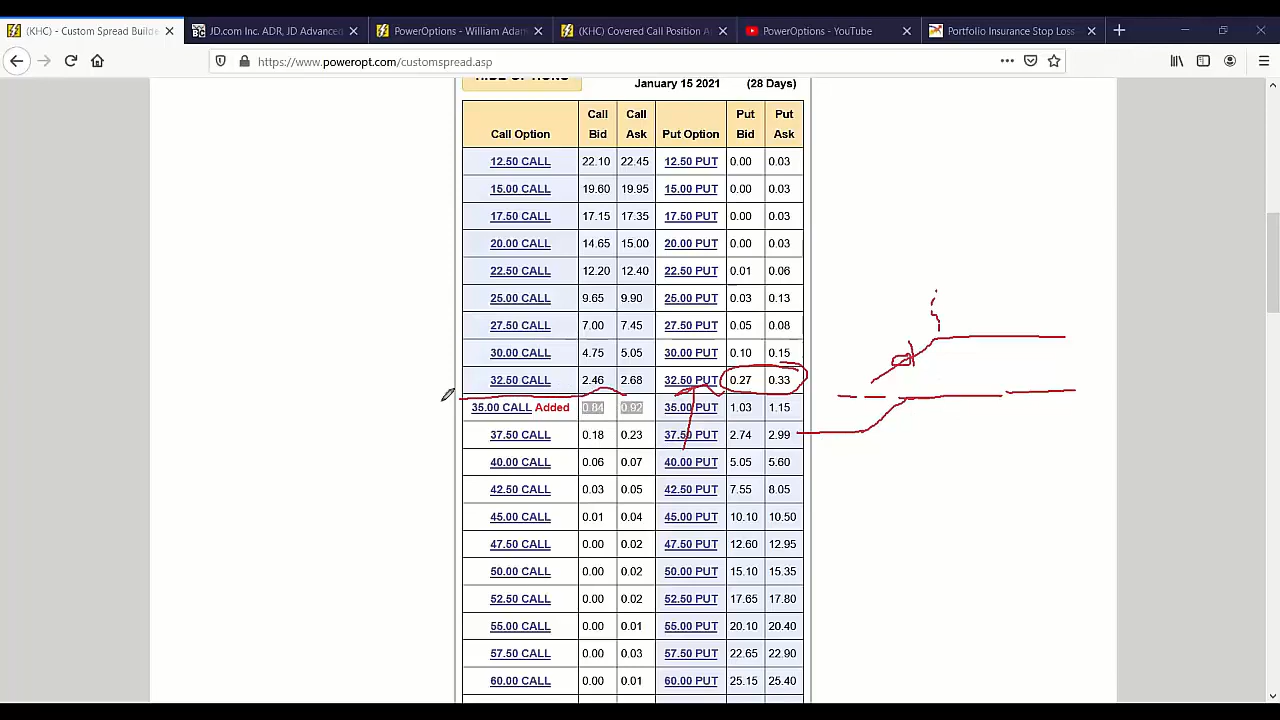 (KHC) - Custom Spread Builde
JD.com Inc. ADR, JD Advanced
PowerOptions - William Adam
(KHC) Covered Call Position A
PowerOptions - YouTube
Portfolio Insurance Stop Loss
https://www.poweropt.com/customspread.asp
HIDE OPTIONS
January 15 2021 (28 Days)
Call Option Call Bid Call Ask Put Option Put Bid Put Ask
12.50 CALL 22.10 22.45 12.50 PUT 0.00 0.03
15.00 CALL 19.60 19.95 15.00 PUT 0.00 0.03
17.50 CALL 17.15 17.35 17.50 PUT 0.00 0.03
20.00 CALL 14.65 15.00 20.00 PUT 0.00 0.03
22.50 CALL 12.20 12.40 22.50 PUT 0.01 0.06
25.00 CALL 9.65 9.90 25.00 PUT 0.03 0.13
27.50 CALL 7.00 7.45 27.50 PUT 0.05 0.08
30.00 CALL 4.75 5.05 30.00 PUT 0.10 0.15
32.50 CALL 2.46 2.68 32.50 PUT 0.27 0.33
35.00 CALL Added 0.84 0.92 35.00 PUT 1.03 1.15
37.50 CALL 0.18 0.23 37.50 PUT 2.74 2.99
40.00 CALL 0.06 0.07 40.00 PUT 5.05 5.60
42.50 CALL 0.03 0.05 42.50 PUT 7.55 8.05
45.00 CALL 0.01 0.04 45.00 PUT 10.10 10.50
47.50 CALL 0.00 0.02 47.50 PUT 12.60 12.95
50.00 CALL 0.00 0.02 50.00 PUT 15.10 15.35
52.50 CALL 0.00 0.02 52.50 PUT 17.65 17.80
55.00 CALL 0.00 0.01 55.00 PUT 20.10 20.40
57.50 CALL 0.00 0.03 57.50 PUT 22.65 22.90
60.00 CALL 0.00 0.01 60.00 PUT 25.15 25.40